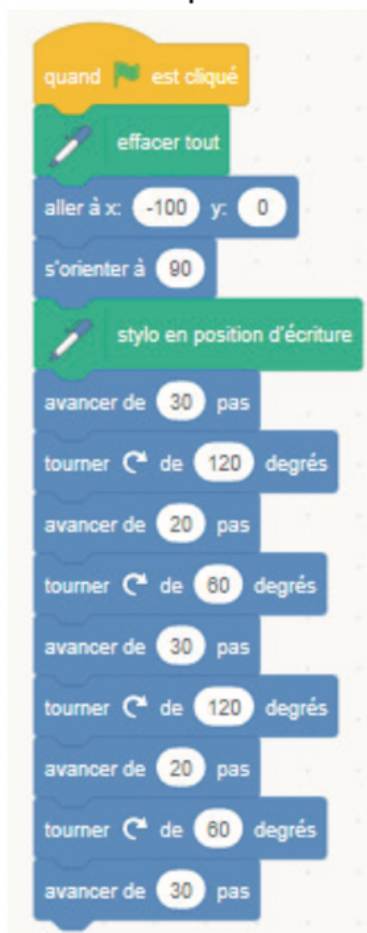 quand est cliqué
effacer tout
aller à x: -100 y: 0
s'orienter à 90
stylo en position d'écriture
avancer de 30 pas
tourner de 120 degrés
avancer de 20 pas
tourner de 60 degrés
avancer de 30 pas
tourner de 120 degrés
avancer de 20 pas
tourner de 60 degrés
avancer de 30 pas